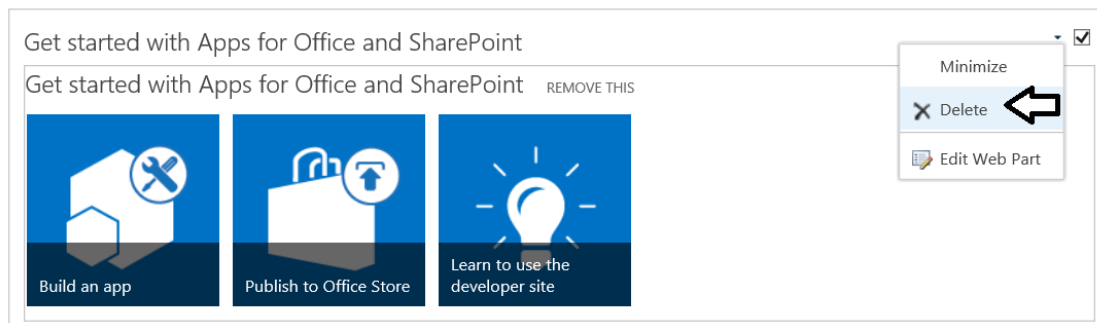 Get started with Apps for Office and SharePoint
Minimize
Get started with Apps for Office and SharePoint REMOVE THIS
Delete
Edit Web Part
Build an app
Publish to Office Store
Learn to use the
developer site